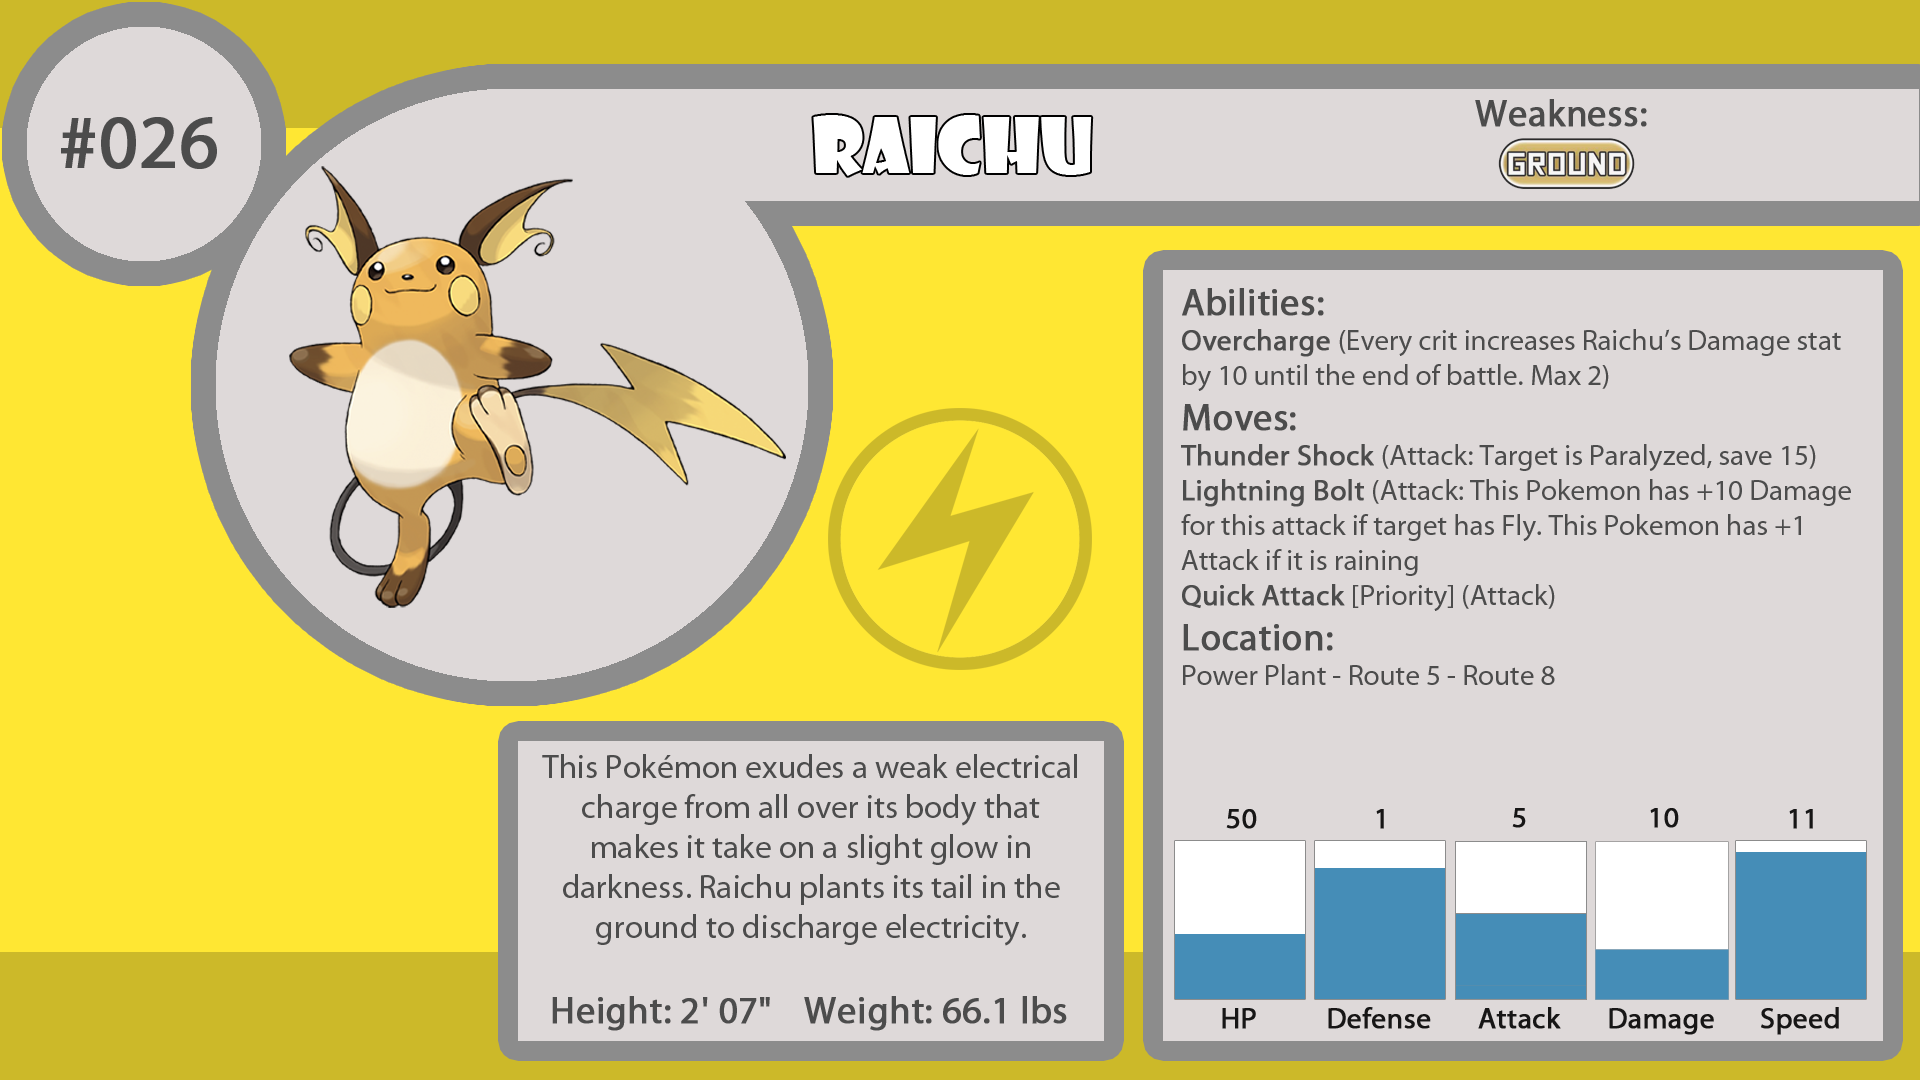 #026
RAICHU
Weakness:
GROUND
Abilities:
Overcharge (Every crit increases Raichu’s Damage stat
by 10 until the end of battle. Max 2)
Moves:
Thunder Shock (Attack: Target is Paralyzed, save 15)
Lightning Bolt (Attack: This Pokemon has +10 Damage
for this attack if target has Fly. This Pokemon has +1
Attack if it is raining
Quick Attack [Priority] (Attack)
Location:
Power Plant - Route 5 - Route 8
This Pokémon exudes a weak electrical
charge from all over its body that
makes it take on a slight glow in
darkness. Raichu plants its tail in the
ground to discharge electricity.
Height: 2' 07" Weight: 66.1 lbs
50 1 5 10 11
HP Defense Attack Damage Speed